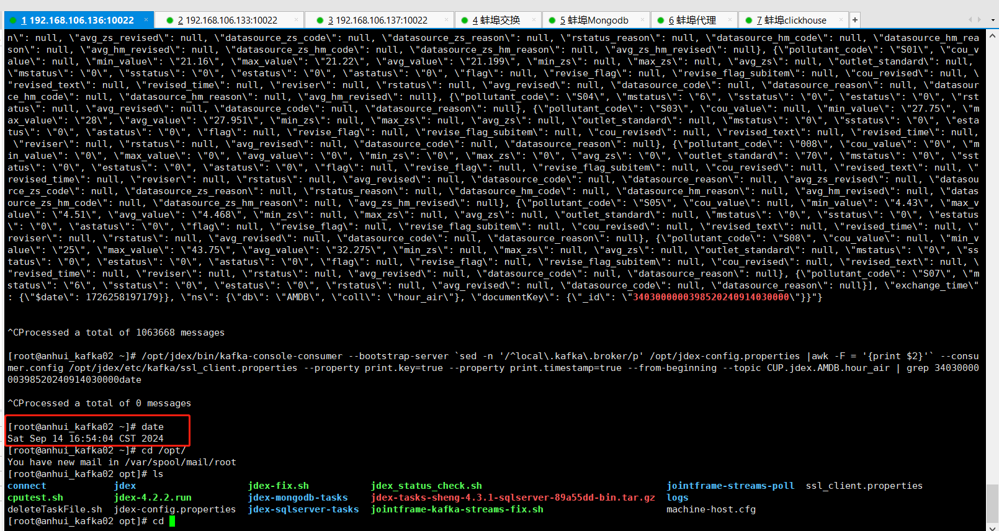 1 192.168.106.136:10022 × 2 192.168.106.133:10022 × 3 192.168.106.137:10022 × 4 蚌埠交换 × 5 蚌埠Mongodb × 6 蚌埠代理 × 7 蚌埠clickhouse × +
n\": null, \"avg_zs_revised\": null, \"datasource_zs_code\": null, \"datasource_zs_reason\": null, \"rstatus_reason\": null, \"datasource_hm_code\": null, \"datasource_hm_rea
son\": null, \"avg_hm_revised\": null, \"datasource_zs_hm_code\": null, \"datasource_zs_hm_reason\": null, \"avg_zs_hm_revised\": null}, {\"pollutant_code\": \"S01\", \"cou_v
alue\": null, \"min_value\": \"21.16\", \"max_value\": \"21.22\", \"avg_value\": \"21.199\", \"min_zs\": null, \"max_zs\": null, \"avg_zs\": null, \"outlet_standard\": null, 
\"mstatus\": \"0\", \"sstatus\": \"0\", \"estatus\": \"0\", \"astatus\": \"0\", \"flag\": null, \"revise_flag\": null, \"revise_flag_subitem\": null, \"cou_revised\": null, \
"revised_text\": null, \"revised_time\": null, \"reviser\": null, \"rstatus\": null, \"avg_revised\": null, \"datasource_code\": null, \"datasource_reason\": null, \"datasour
ce_hm_code\": null, \"datasource_hm_reason\": null, \"avg_hm_revised\": null}, {\"pollutant_code\": \"S04\", \"mstatus\": \"6\", \"sstatus\": \"0\", \"estatus\": \"0\", \"rst
atus\": null, \"avg_revised\": null, \"datasource_code\": null, \"datasource_reason\": null}, {\"pollutant_code\": \"S03\", \"cou_value\": null, \"min_value\": \"27.75\", \"m
ax_value\": \"28\", \"avg_value\": \"27.951\", \"min_zs\": null, \"max_zs\": null, \"avg_zs\": null, \"outlet_standard\": null, \"mstatus\": \"0\", \"sstatus\": \"0\", \"esta
tus\": \"0\", \"astatus\": \"0\", \"flag\": null, \"revise_flag\": null, \"revise_flag_subitem\": null, \"cou_revised\": null, \"revised_text\": null, \"revised_time\": null,
 \"reviser\": null, \"rstatus\": null, \"avg_revised\": null, \"datasource_code\": null, \"datasource_reason\": null}, {\"pollutant_code\": \"008\", \"cou_value\": \"0\", \"m
in_value\": \"0\", \"max_value\": \"0\", \"avg_value\": \"0\", \"min_zs\": \"0\", \"max_zs\": \"0\", \"avg_zs\": \"0\", \"outlet_standard\": \"70\", \"mstatus\": \"0\", \"sst
atus\": \"0\", \"estatus\": \"0\", \"astatus\": \"0\", \"flag\": null, \"revise_flag\": null, \"revise_flag_subitem\": null, \"cou_revised\": null, \"revised_text\": null, \"
revised_time\": null, \"reviser\": null, \"rstatus\": null, \"avg_revised\": null, \"datasource_code\": null, \"datasource_reason\": null, \"avg_zs_revised\": null, \"datasou
rce_zs_code\": null, \"datasource_zs_reason\": null, \"rstatus_reason\": null, \"datasource_hm_code\": null, \"datasource_hm_reason\": null, \"avg_hm_revised\": null, \"datas
ource_zs_hm_code\": null, \"datasource_zs_hm_reason\": null, \"avg_zs_hm_revised\": null}, {\"pollutant_code\": \"S05\", \"cou_value\": null, \"min_value\": \"4.43\", \"max_v
alue\": \"4.51\", \"avg_value\": \"4.468\", \"min_zs\": null, \"max_zs\": null, \"avg_zs\": null, \"outlet_standard\": null, \"mstatus\": \"0\", \"sstatus\": \"0\", \"estatus
\": \"0\", \"astatus\": \"0\", \"flag\": null, \"revise_flag\": null, \"revise_flag_subitem\": null, \"cou_revised\": null, \"revised_text\": null, \"revised_time\": null, \"
reviser\": null, \"rstatus\": null, \"avg_revised\": null, \"datasource_code\": null, \"datasource_reason\": null}, {\"pollutant_code\": \"S08\", \"cou_value\": null, \"min_v
alue\": \"25\", \"max_value\": \"43.75\", \"avg_value\": \"32.275\", \"min_zs\": null, \"max_zs\": null, \"avg_zs\": null, \"outlet_standard\": null, \"mstatus\": \"0\", \"ss
tatus\": \"0\", \"estatus\": \"0\", \"astatus\": \"0\", \"flag\": null, \"revise_flag\": null, \"revise_flag_subitem\": null, \"cou_revised\": null, \"revised_text\": null, \
"revised_time\": null, \"reviser\": null, \"rstatus\": null, \"avg_revised\": null, \"datasource_code\": null, \"datasource_reason\": null}, {\"pollutant_code\": \"S07\", \"m
status\": \"6\", \"sstatus\": \"0\", \"estatus\": \"0\", \"rstatus\": null, \"avg_revised\": null, \"datasource_code\": null, \"datasource_reason\": null}], \"exchange_time\"
: {\"$date\": 1726258197179}}, \"ns\": {\"db\": \"AMDB\", \"coll\": \"hour_air\"}, \"documentKey\": {\"_id\": \"34030000003985​20240914030000\"}}"}
^CProcessed a total of 1063668 messages
[root@anhui_kafka02 ~]# /opt/jdex/bin/kafka-console-consumer --bootstrap-server `sed -n '/^local\.kafka\.broker/p' /opt/jdex-config.properties |awk -F = '{print $2}'` --consu
mer.config /opt/jdex/etc/kafka/ssl_client.properties --property print.key=true --property print.timestamp=true --from-beginning --topic CUP.jdex.AMDB.hour_air | grep 34030000
00398520240914030000date
^CProcessed a total of 0 messages
[root@anhui_kafka02 ~]# date
Sat Sep 14 16:54:04 CST 2024
[root@anhui_kafka02 ~]# cd /opt/
You have new mail in /var/spool/mail/root
[root@anhui_kafka02 opt]# ls
connect jdex jdex-fix.sh jdex_status_check.sh jointframe-streams-poll ssl_client.properties
cputest.sh jdex-4.2.2.run jdex-mongodb-tasks jdex-tasks-sheng-4.3.1-sqlserver-89a55dd-bin.tar.gz logs
deleteTaskFile.sh jdex-config.properties jdex-sqlserver-tasks jointframe-kafka-streams-fix.sh machine-host.cfg
[root@anhui_kafka02 opt]# cd